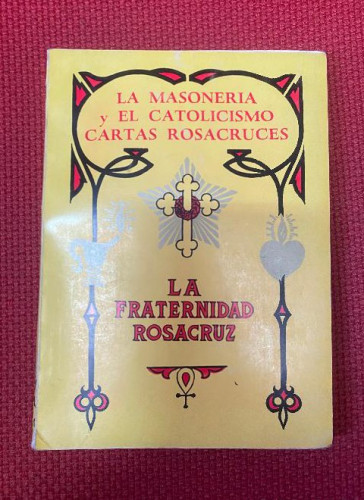 LA MASONERIA
y EL CATOLICISMO
CARTAS ROSACRUCES
LA
FRATERNIDAD
ROSACRUZ